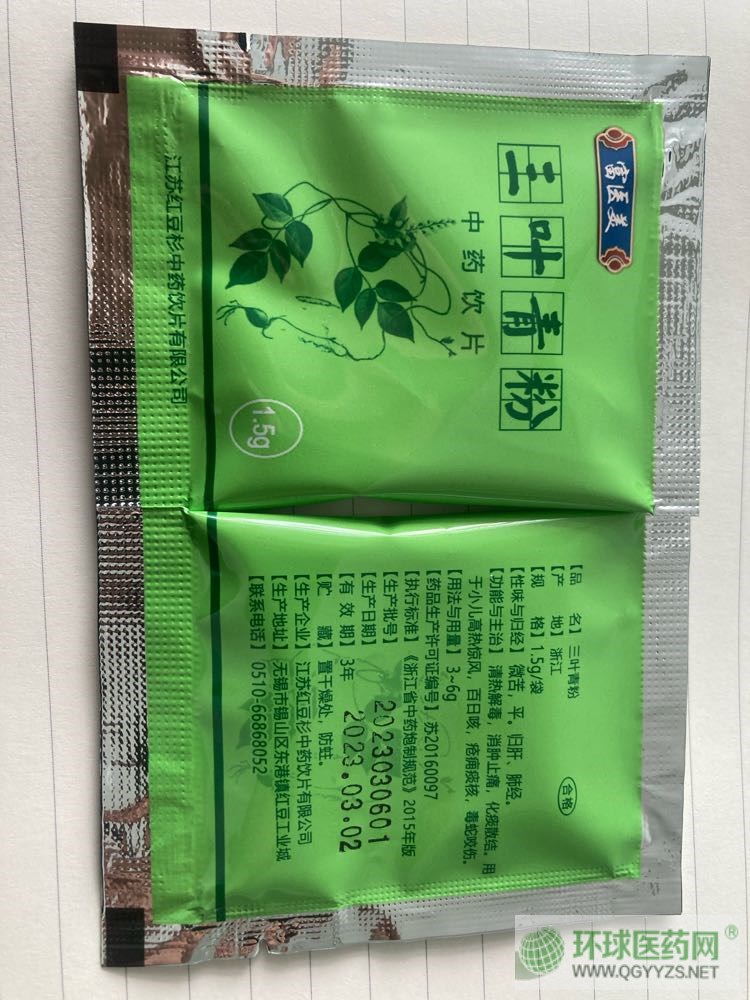 富医美
三叶青粉
中药饮片
1.5g
江苏红豆杉中药饮片有限公司
【品 名】三叶青粉
【产 地】浙江
【规 格】1.5g/袋
合格
【性味与归经】微苦,平。归肝、肺经。
【功能与主治】清热解毒,消肿止痛,化痰散结。用
于小儿高热惊风,百日咳,疮痈痰核,毒蛇咬伤。
【用法与用量】3~6g
【药品生产许可证编号】苏20160097
【执行标准】《浙江省中药炮制规范》2015年版
【生产批号】2023030601
【生产日期】2023.03.02
【有 效 期】3年
【贮 藏】置干燥处,防蛀。
【生产企业】江苏红豆杉中药饮片有限公司
【生产地址】无锡市锡山区东港镇红豆工业城
【联系电话】0510-66868052
环球医药网®
WWW.QGYYZS.NET